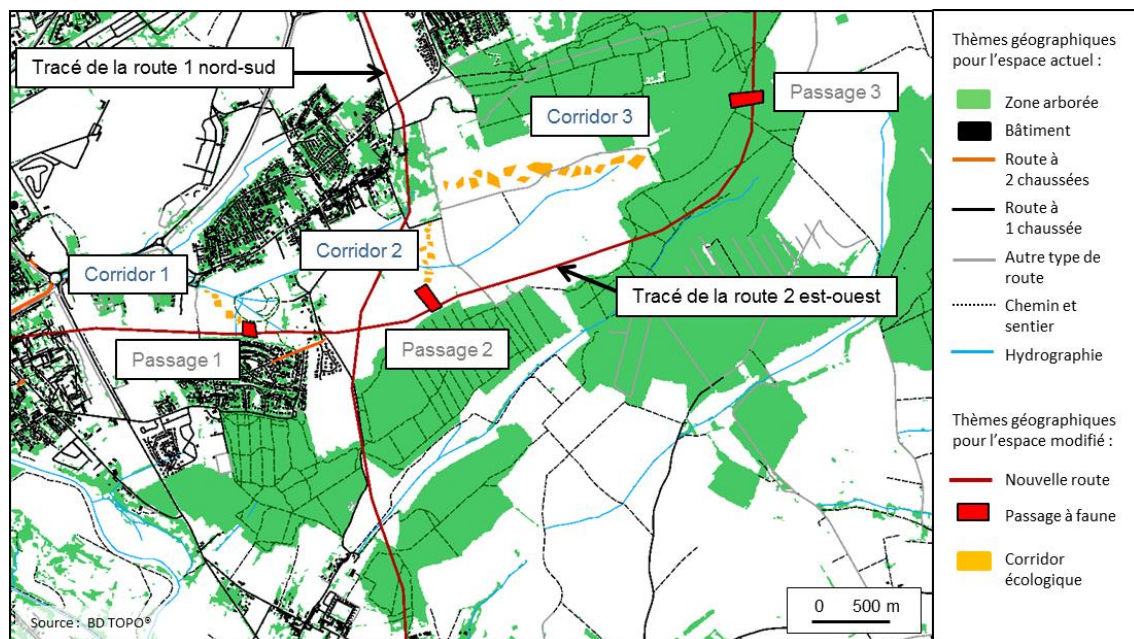 Tracé de la route 1 nord-sud
Corridor 3
Passage 3
Corridor 2
Corridor 1
Tracé de la route 2 est-ouest
Passage 1
Passage 2
0 500 m
Source : BD TOPO®
Thèmes géographiques
pour l'espace actuel :
Zone arborée
Bâtiment
Route à
2 chaussées
Route à
1 chaussée
Autre type de
route
Chemin et
sentier
Hydrographie
Thèmes géographiques
pour l'espace modifié :
Nouvelle route
Passage à faune
Corridor
écologique